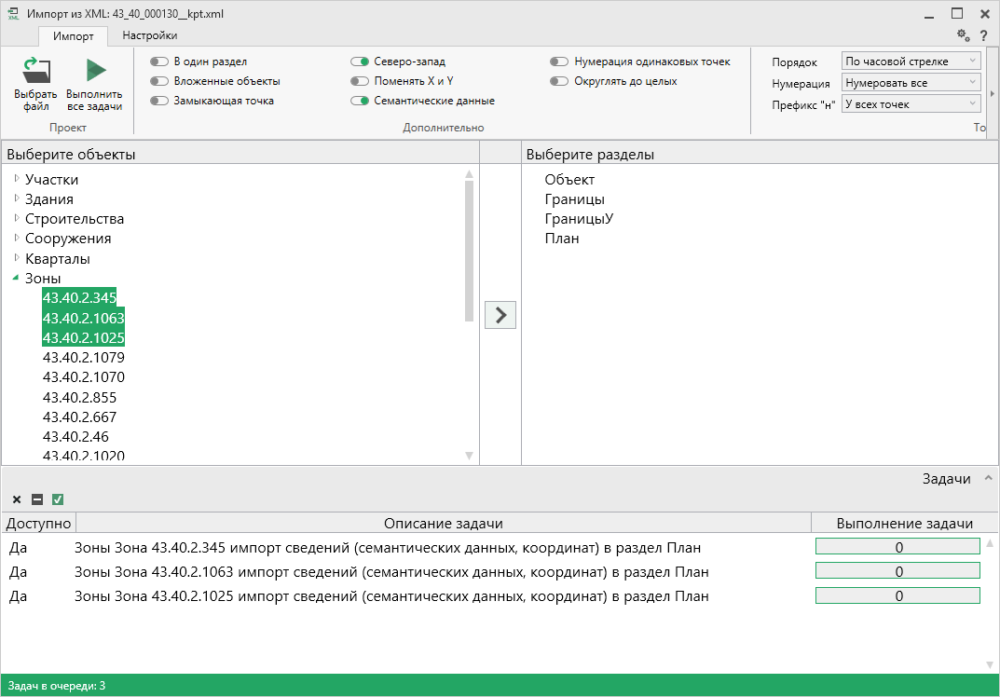 Импорт из XML: 43_40_000130__kpt.xml
Импорт
Настройки
?
Выбрать файл
Выполнить все задачи
Проект
В один раздел
Вложенные объекты
Замыкающая точка
Северо-запад
Поменять X и Y
Семантические данные
Нумерация одинаковых точек
Округлять до целых
Дополнительно
Порядок По часовой стрелке
Нумерация Нумеровать все
Префикс "н" У всех точек
То
Выберите объекты
Выберите разделы
Участки
Здания
Строительства
Сооружения
Кварталы
Зоны
43.40.2.345
43.40.2.1063
43.40.2.1025
43.40.2.1079
43.40.2.1070
43.40.2.855
43.40.2.667
43.40.2.46
43.40.2.1020
Объект
Границы
ГраницыУ
План
Задачи
Доступно Описание задачи Выполнение задачи
Да Зоны Зона 43.40.2.345 импорт сведений (семантических данных, координат) в раздел План 0
Да Зоны Зона 43.40.2.1063 импорт сведений (семантических данных, координат) в раздел План 0
Да Зоны Зона 43.40.2.1025 импорт сведений (семантических данных, координат) в раздел План 0
Задач в очереди: 3